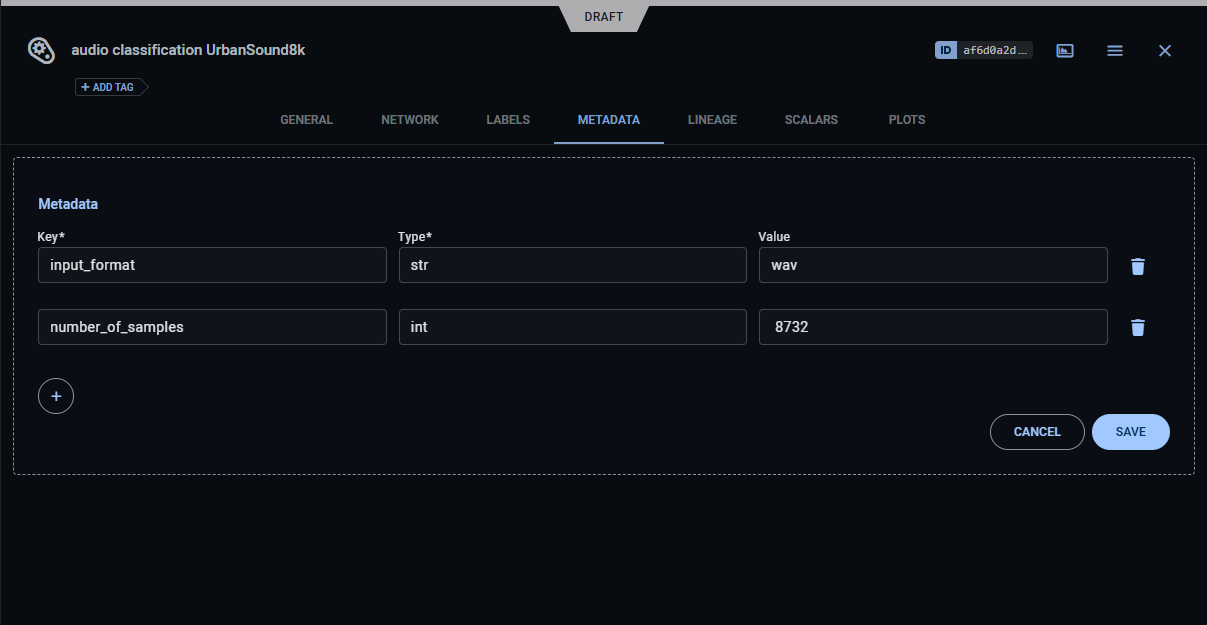 DRAFT
audio classification UrbanSound8k
ID af6d0a2d...
+ ADD TAG
GENERAL NETWORK LABELS METADATA LINEAGE SCALARS PLOTS
Metadata
Key* Type* Value
input_format str wav
number_of_samples int 8732
+
CANCEL SAVE